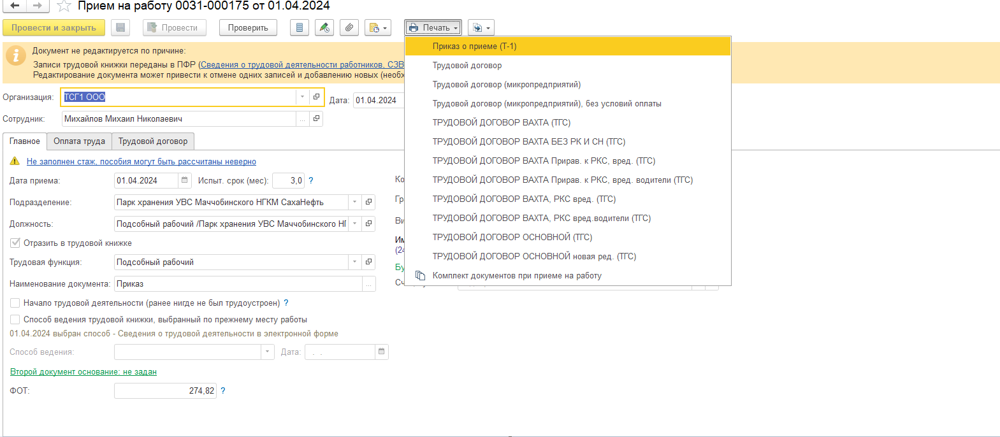 Прием на работу 0031-000175 от 01.04.2024
Провести и закрыть Провести Проверить Печать
Документ не редактируется по причине:
Записи трудовой книжки переданы в ПФР (Сведения о трудовой деятельности работников, СЗВ
Редактирование документа может привести к отмене одних записей и добавлению новых (необх
Организация: ТСГ1 ООО Дата: 01.04.2024
Сотрудник: Михайлов Михаил Николаевич ...
Главное Оплата труда Трудовой договор
Не заполнен стаж, пособия могут быть рассчитаны неверно
Дата приема: 01.04.2024 Испыт. срок (мес): 3,0 ?
Подразделение: Парк хранения УВС Маччобинского НГКМ СахаНефть
Должность: Подсобный рабочий /Парк хранения УВС Маччобинского НГ
Отразить в трудовой книжке
Трудовая функция: Подсобный рабочий
Наименование документа: Приказ ...
Начало трудовой деятельности (ранее нигде не был трудоустроен) ?
Способ ведения трудовой книжки, выбранный по прежнему месту работы
01.04.2024 выбран способ - Сведения о трудовой деятельности в электронной форме
Способ ведения: Дата: . .
Второй документ основание: не задан
ФОТ: 274,82 ?
Ко
Гр
Ви
Им
(24
Бу
Сч
Приказ о приеме (Т-1)
Трудовой договор
Трудовой договор (микропредприятий)
Трудовой договор (микропредприятий), без условий оплаты
ТРУДОВОЙ ДОГОВОР ВАХТА (ТГС)
ТРУДОВОЙ ДОГОВОР ВАХТА БЕЗ РК И СН (ТГС)
ТРУДОВОЙ ДОГОВОР ВАХТА Прирав. к РКС, вред. (ТГС)
ТРУДОВОЙ ДОГОВОР ВАХТА Прирав. к РКС, вред. водители (ТГС)
ТРУДОВОЙ ДОГОВОР ВАХТА, РКС вред. (ТГС)
ТРУДОВОЙ ДОГОВОР ВАХТА, РКС вред.водители (ТГС)
ТРУДОВОЙ ДОГОВОР ОСНОВНОЙ (ТГС)
ТРУДОВОЙ ДОГОВОР ОСНОВНОЙ новая ред. (ТГС)
Комплект документов при приеме на работу